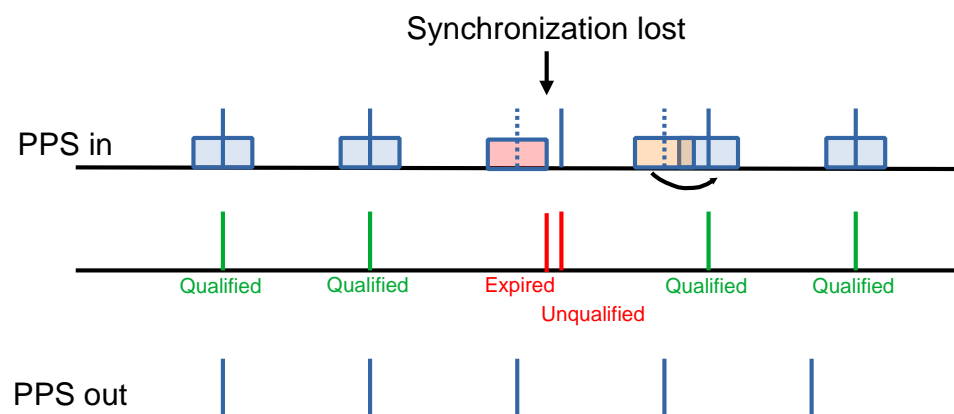 Synchronization lost
PPS in
Qualified Qualified Expired Qualified Qualified
Unqualified
PPS out